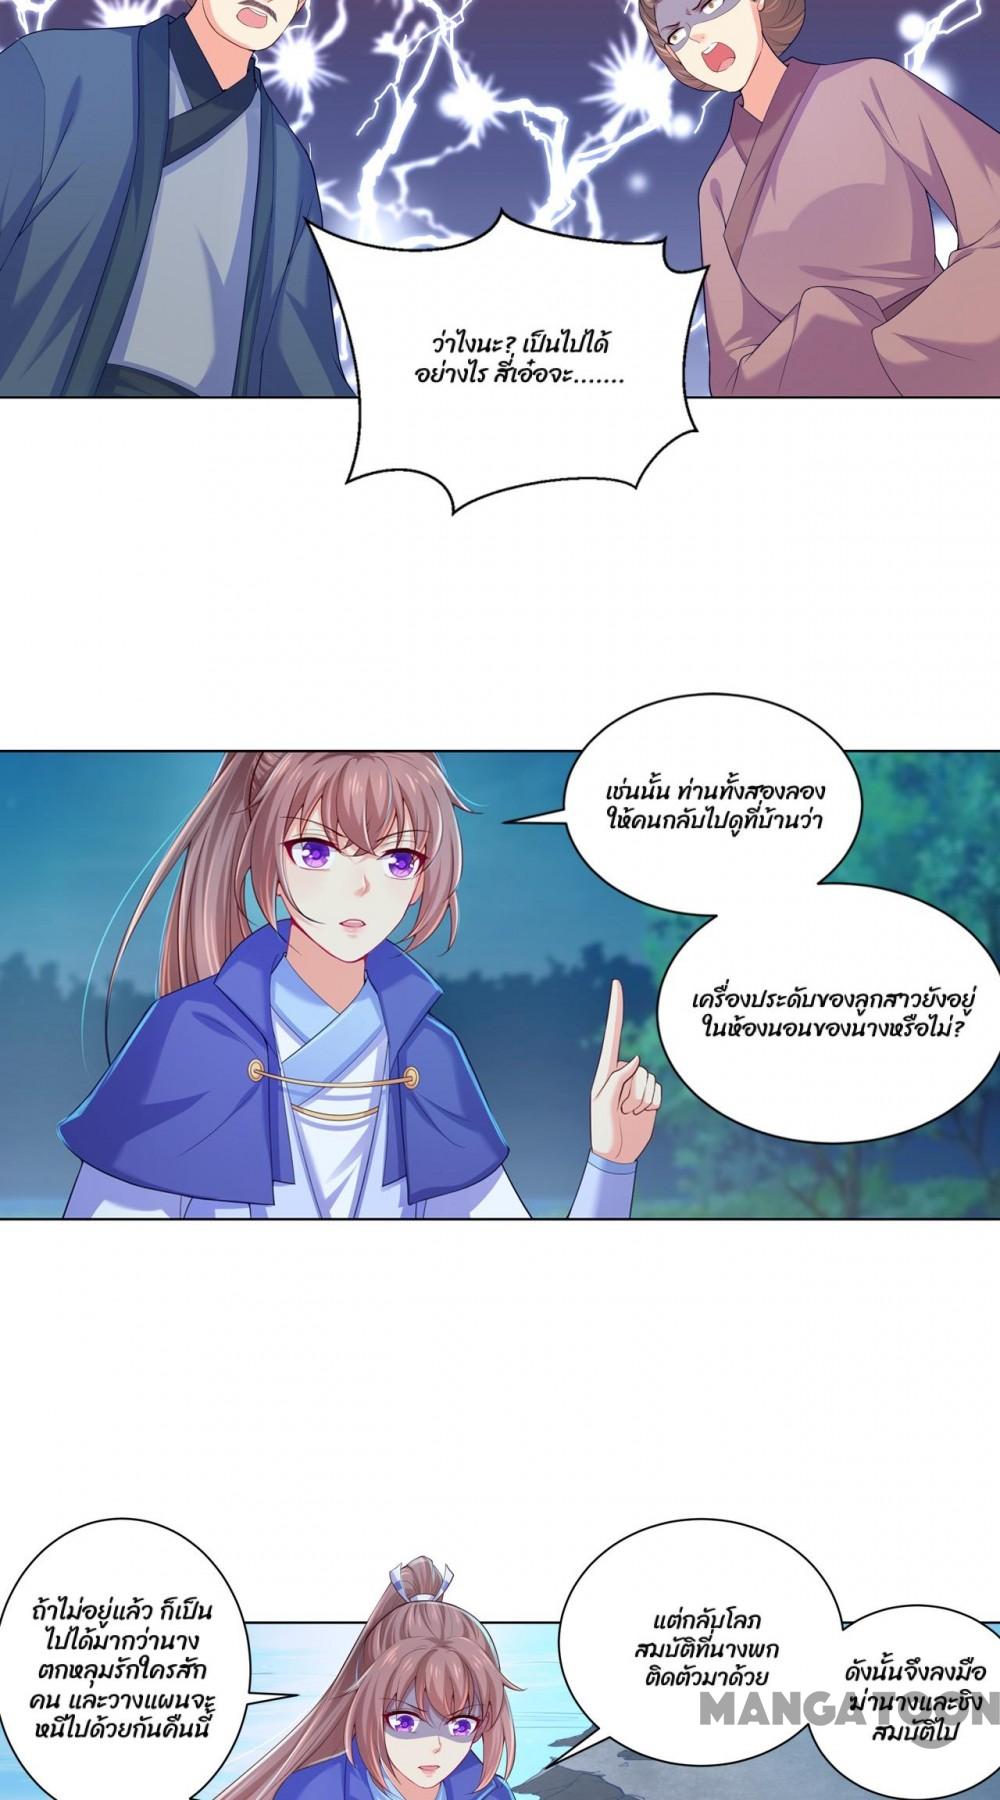 ว่าไงนะ? เป็นไปได้
อย่างไร สี่เอ๋อจะ.......
เช่นนั้น ท่านทั้งสองลอง
ให้คนกลับไปดูที่บ้านว่า
เครื่องประดับของลูกสาวยังอยู่
ในห้องนอนของนางหรือไม่?
ถ้าไม่อยู่แล้ว ก็เป็น
ไปได้มากว่านาง
ตกหลุมรักใครสัก
คน และวางแผนจะ
หนีไปด้วยกันคืนนี้
แต่กลับโลภ
สมบัติที่นางพก
ติดตัวมาด้วย
ดังนั้นจึงลงมือ
ฆ่านางและชิง
สมบัติไป
MANGATOON